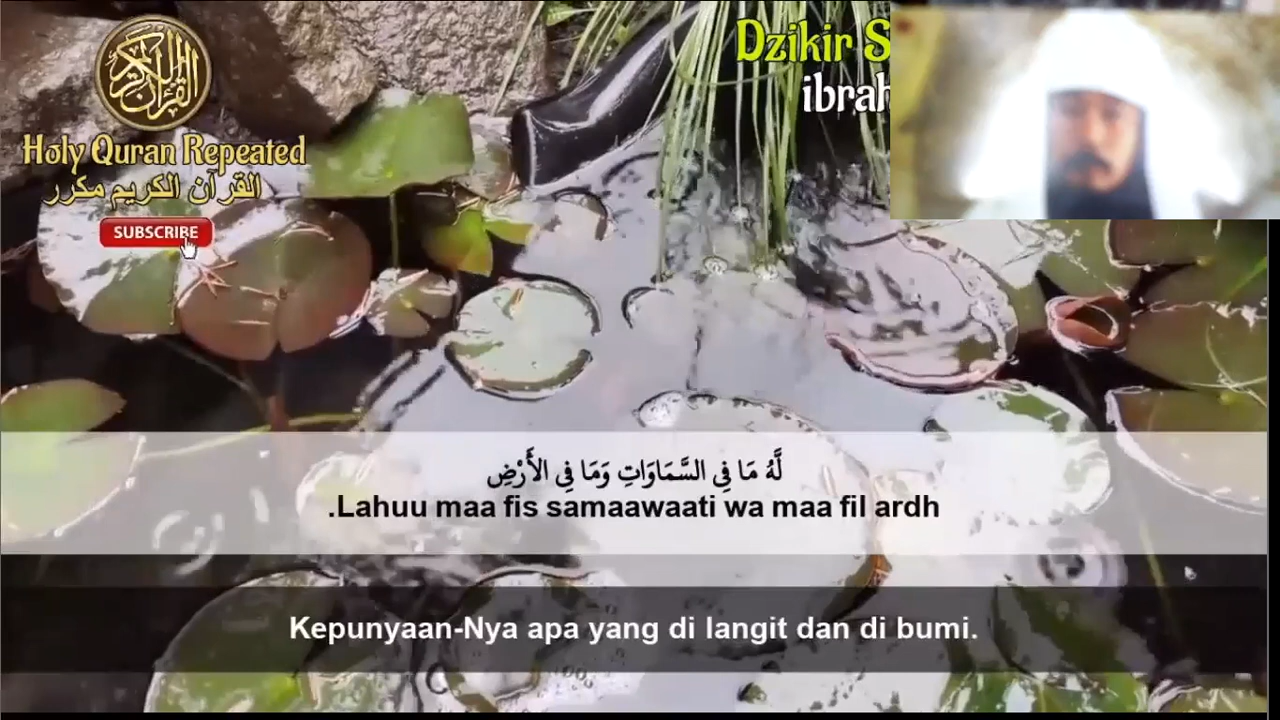 Holy Quran Repeated
القرآن الكريم مكرر
SUBSCRIBE
Dzikir
لَّهُ مَا فِي السَّمَاوَاتِ وَمَا فِي الأَرْضِ
.Lahuu maa fis samaawaati wa maa fil ardh
Kepunyaan-Nya apa yang di langit dan di bumi.